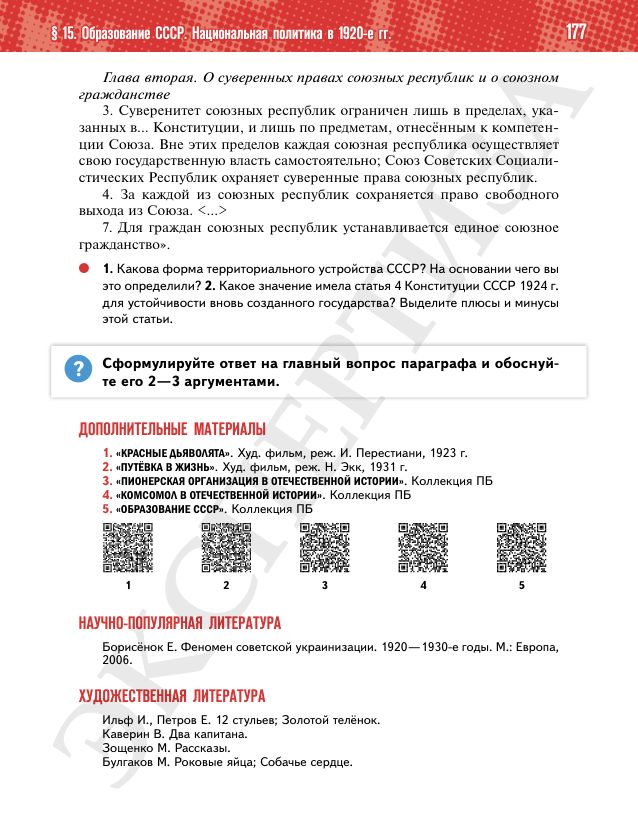 § 15. Образование СССР. Национальная политика в 1920-е гг.
177
Глава вторая. О суверенных правах союзных республик и о союзном
гражданстве
3. Суверенитет союзных республик ограничен лишь в пределах, ука-
занных в... Конституции, и лишь по предметам, отнесённым к компетен-
ции Союза. Вне этих пределов каждая союзная республика осуществляет
свою государственную власть самостоятельно; Союз Советских Социали-
стических Республик охраняет суверенные права союзных республик.
4. За каждой из союзных республик сохраняется право свободного
выхода из Союза. <...>
7. Для граждан союзных республик устанавливается единое союзное
гражданство».
1. Какова форма территориального устройства СССР? На основании чего вы
это определили? 2. Какое значение имела статья 4 Конституции СССР 1924 г.
для устойчивости вновь созданного государства? Выделите плюсы и минусы
этой статьи.
?
Сформулируйте ответ на главный вопрос параграфа и обоснуй-
те его 2—3 аргументами.
ДОПОЛНИТЕЛЬНЫЕ МАТЕРИАЛЫ
1. «КРАСНЫЕ ДЬЯВОЛЯТА». Худ. фильм, реж. И. Перестиани, 1923 г.
2. «ПУТЁВКА В ЖИЗНЬ». Худ. фильм, реж. Н. Экк, 1931 г.
3. «ПИОНЕРСКАЯ ОРГАНИЗАЦИЯ В ОТЕЧЕСТВЕННОЙ ИСТОРИИ». Коллекция ПБ
4. «КОМСОМОЛ В ОТЕЧЕСТВЕННОЙ ИСТОРИИ». Коллекция ПБ
5. «ОБРАЗОВАНИЕ СССР». Коллекция ПБ
1 2 3 4 5
НАУЧНО-ПОПУЛЯРНАЯ ЛИТЕРАТУРА
Борисёнок Е. Феномен советской украинизации. 1920—1930-е годы. М.: Европа,
2006.
ХУДОЖЕСТВЕННАЯ ЛИТЕРАТУРА
Ильф И., Петров Е. 12 стульев; Золотой телёнок.
Каверин В. Два капитана.
Зощенко М. Рассказы.
Булгаков М. Роковые яйца; Собачье сердце.
ЭКСПЕРТИЗА